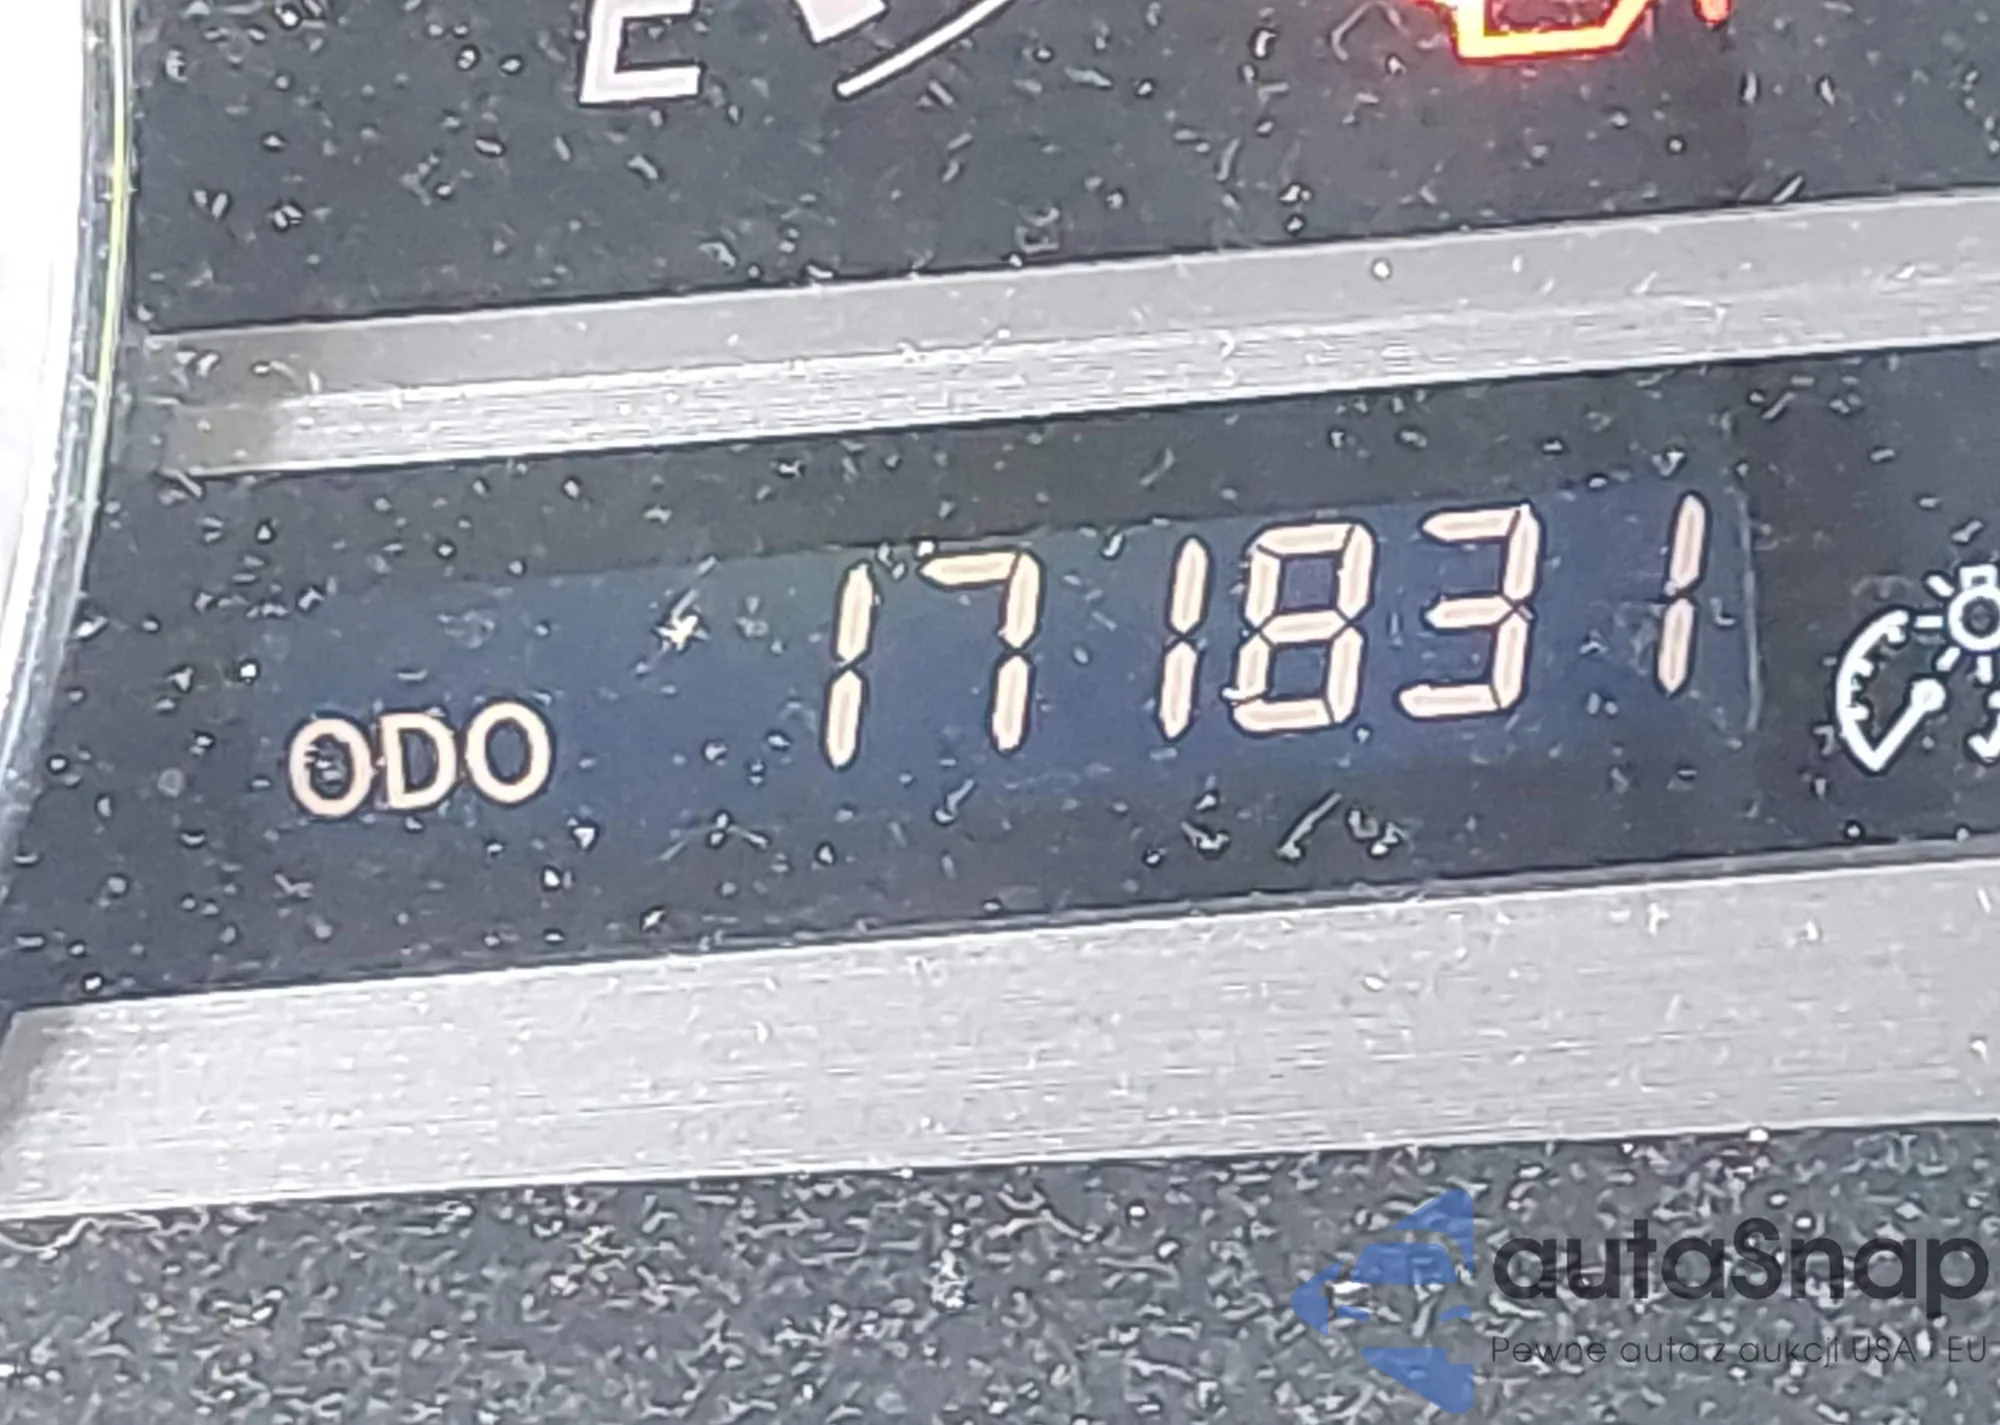 E
ODO 171831
autaSnap
Pewne auta z aukcji USA i EU